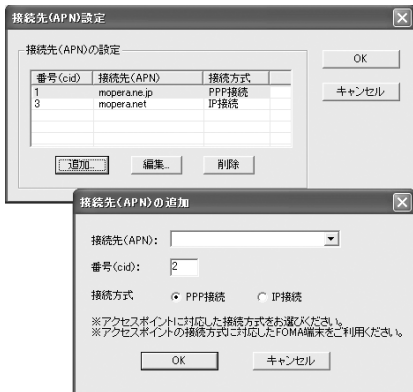 接続先(APN)設定
接続先(APN)の設定
番号(cid) 接続先(APN) 接続方式
1 mopera.ne.jp PPP接続
3 mopera.net IP接続
追加... 編集... 削除
OK
キャンセル
接続先(APN)の追加
接続先(APN):
番号(cid): 2
接続方式 PPP接続 IP接続
※アクセスポイントに対応した接続方式をお選びください。
※アクセスポイントの接続方式に対応したFOMA端末をご利用ください。
OK キャンセル